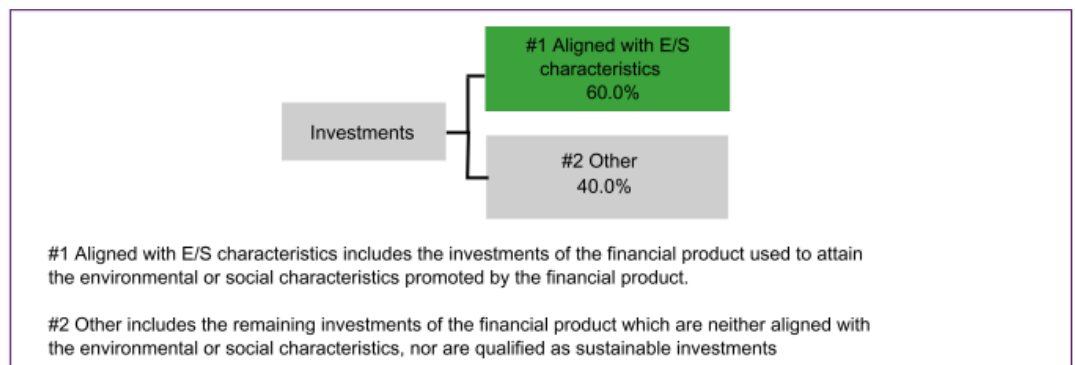 #1 Aligned with E/S
characteristics
60.0%
Investments
#2 Other
40.0%
#1 Aligned with E/S characteristics includes the investments of the financial product used to attain
the environmental or social characteristics promoted by the financial product.
#2 Other includes the remaining investments of the financial product which are neither aligned with
the environmental or social characteristics, nor are qualified as sustainable investments